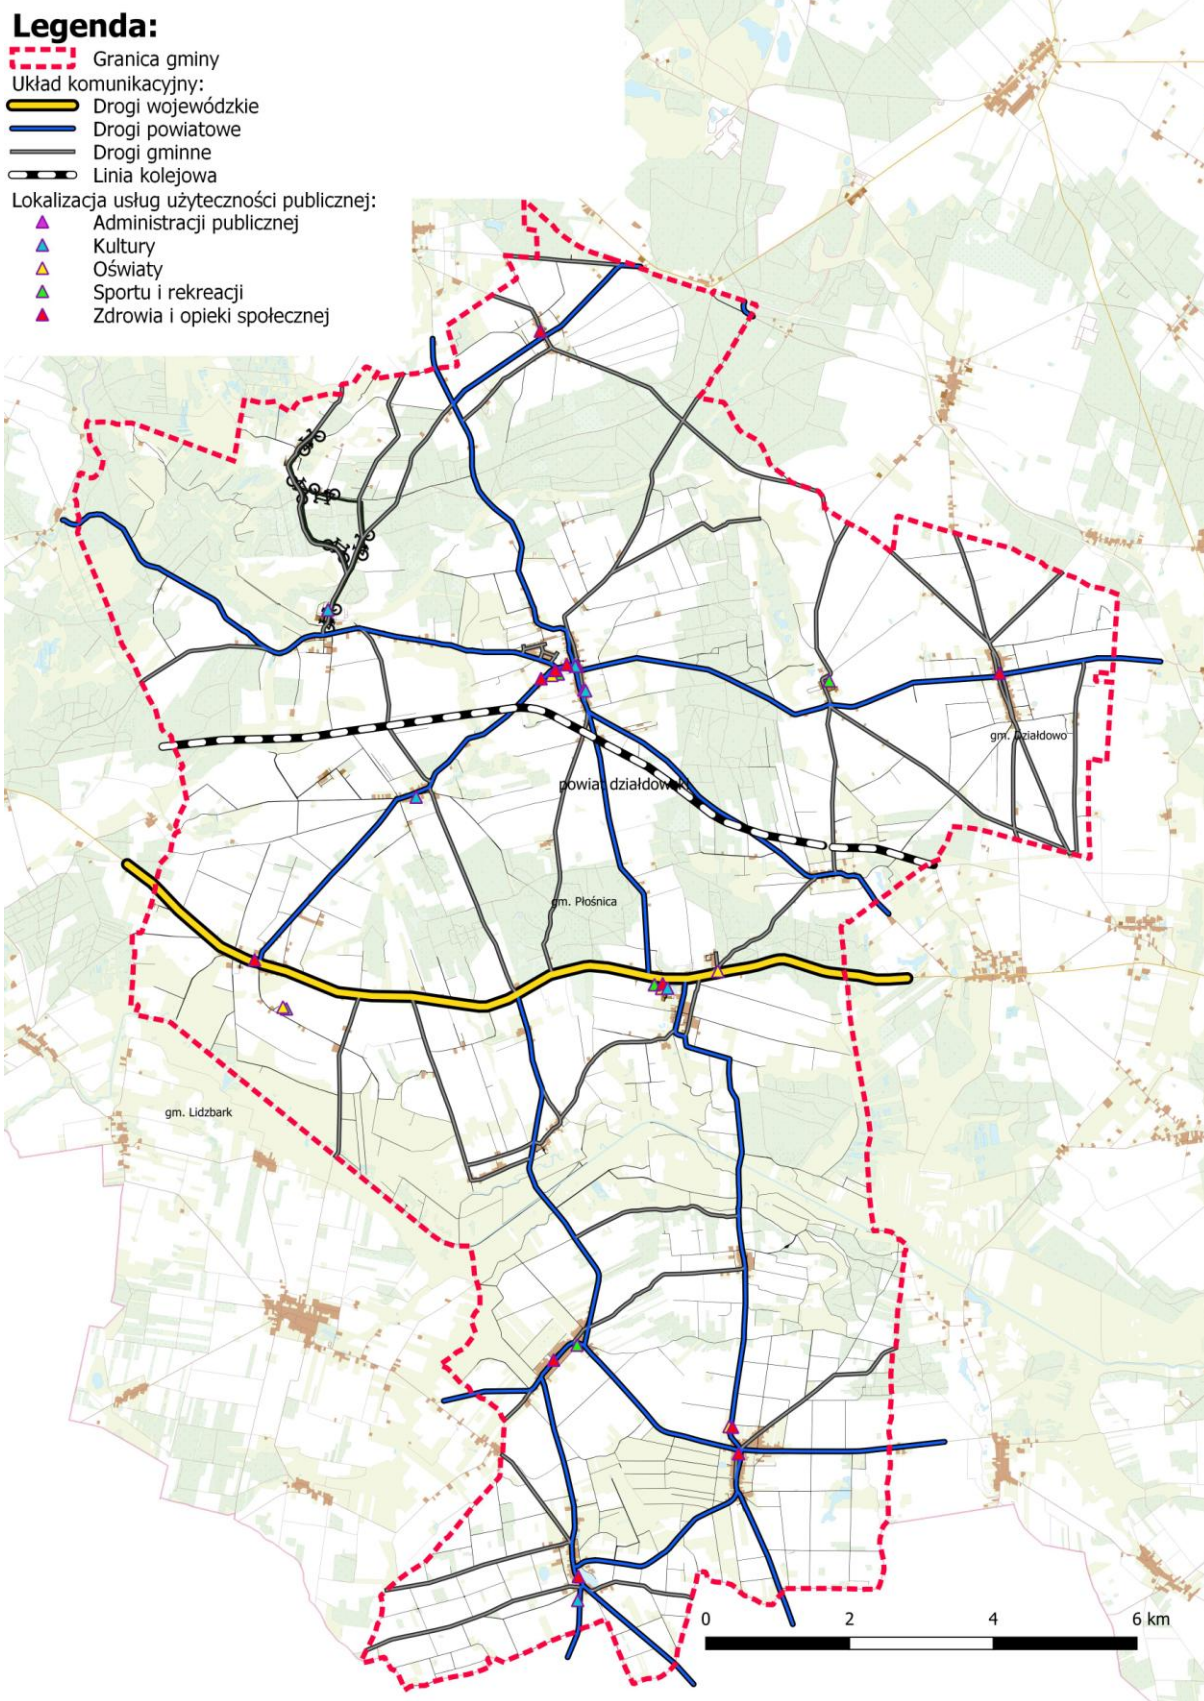 Legenda:
Granica gminy
Układ komunikacyjny:
Drogi wojewódzkie
Drogi powiatowe
Drogi gminne
Linia kolejowa
Lokalizacja usług użyteczności publicznej:
Administracji publicznej
Kultury
Oświaty
Sportu i rekreacji
Zdrowia i opieki społecznej
gm. Działdowo
powiat działdowski
gm. Płośnica
gm. Lidzbark
0 2 4 6 km